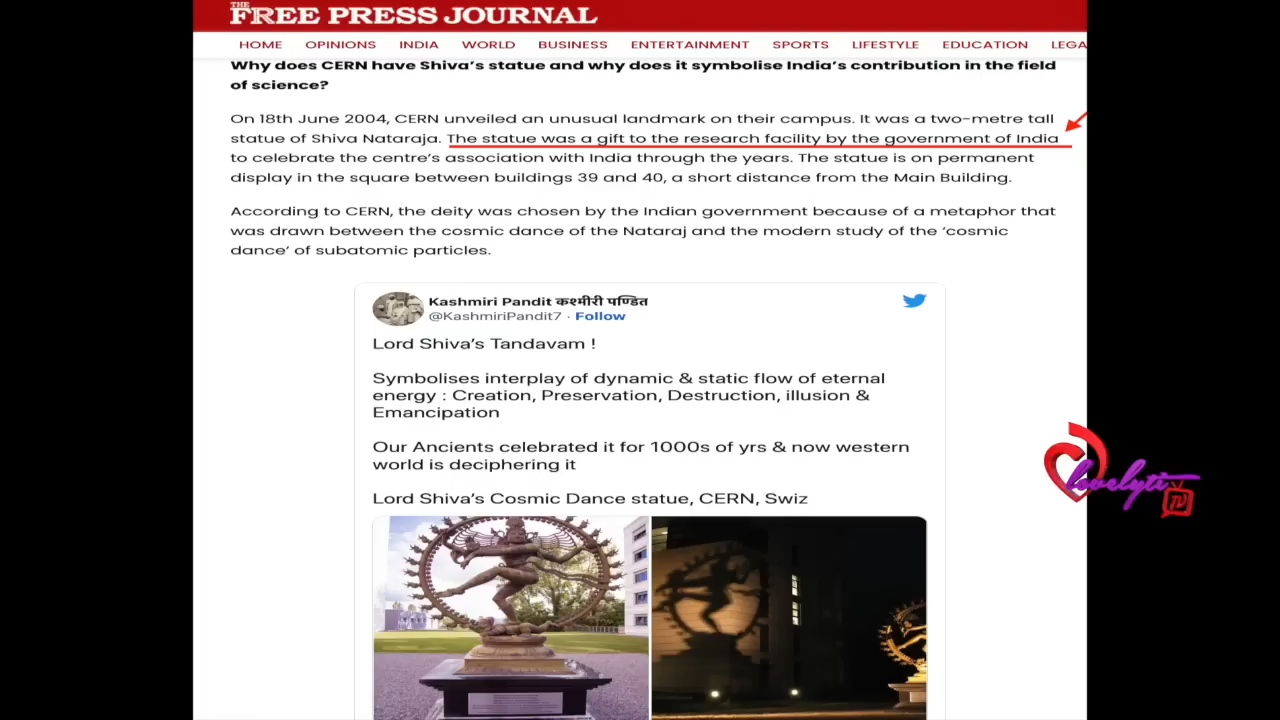 THE
FREE PRESS JOURNAL
HOME OPINIONS INDIA WORLD BUSINESS ENTERTAINMENT SPORTS LIFESTYLE EDUCATION LEGA
Why does CERN have Shiva's statue and why does it symbolise India's contribution in the field
of science?
On 18th June 2004, CERN unveiled an unusual landmark on their campus. It was a two-metre tall
statue of Shiva Nataraja. The statue was a gift to the research facility by the government of India
to celebrate the centre's association with India through the years. The statue is on permanent
display in the square between buildings 39 and 40, a short distance from the Main Building.
According to CERN, the deity was chosen by the Indian government because of a metaphor that
was drawn between the cosmic dance of the Nataraj and the modern study of the 'cosmic
dance' of subatomic particles.
Kashmiri Pandit कश्मीरी पण्डित
@KashmiriPandit7 · Follow
Lord Shiva's Tandavam !
Symbolises interplay of dynamic & static flow of eternal
energy : Creation, Preservation, Destruction, illusion &
Emancipation
Our Ancients celebrated it for 1000s of yrs & now western
world is deciphering it
Lord Shiva's Cosmic Dance statue, CERN, Swiz
lovelyti
TV